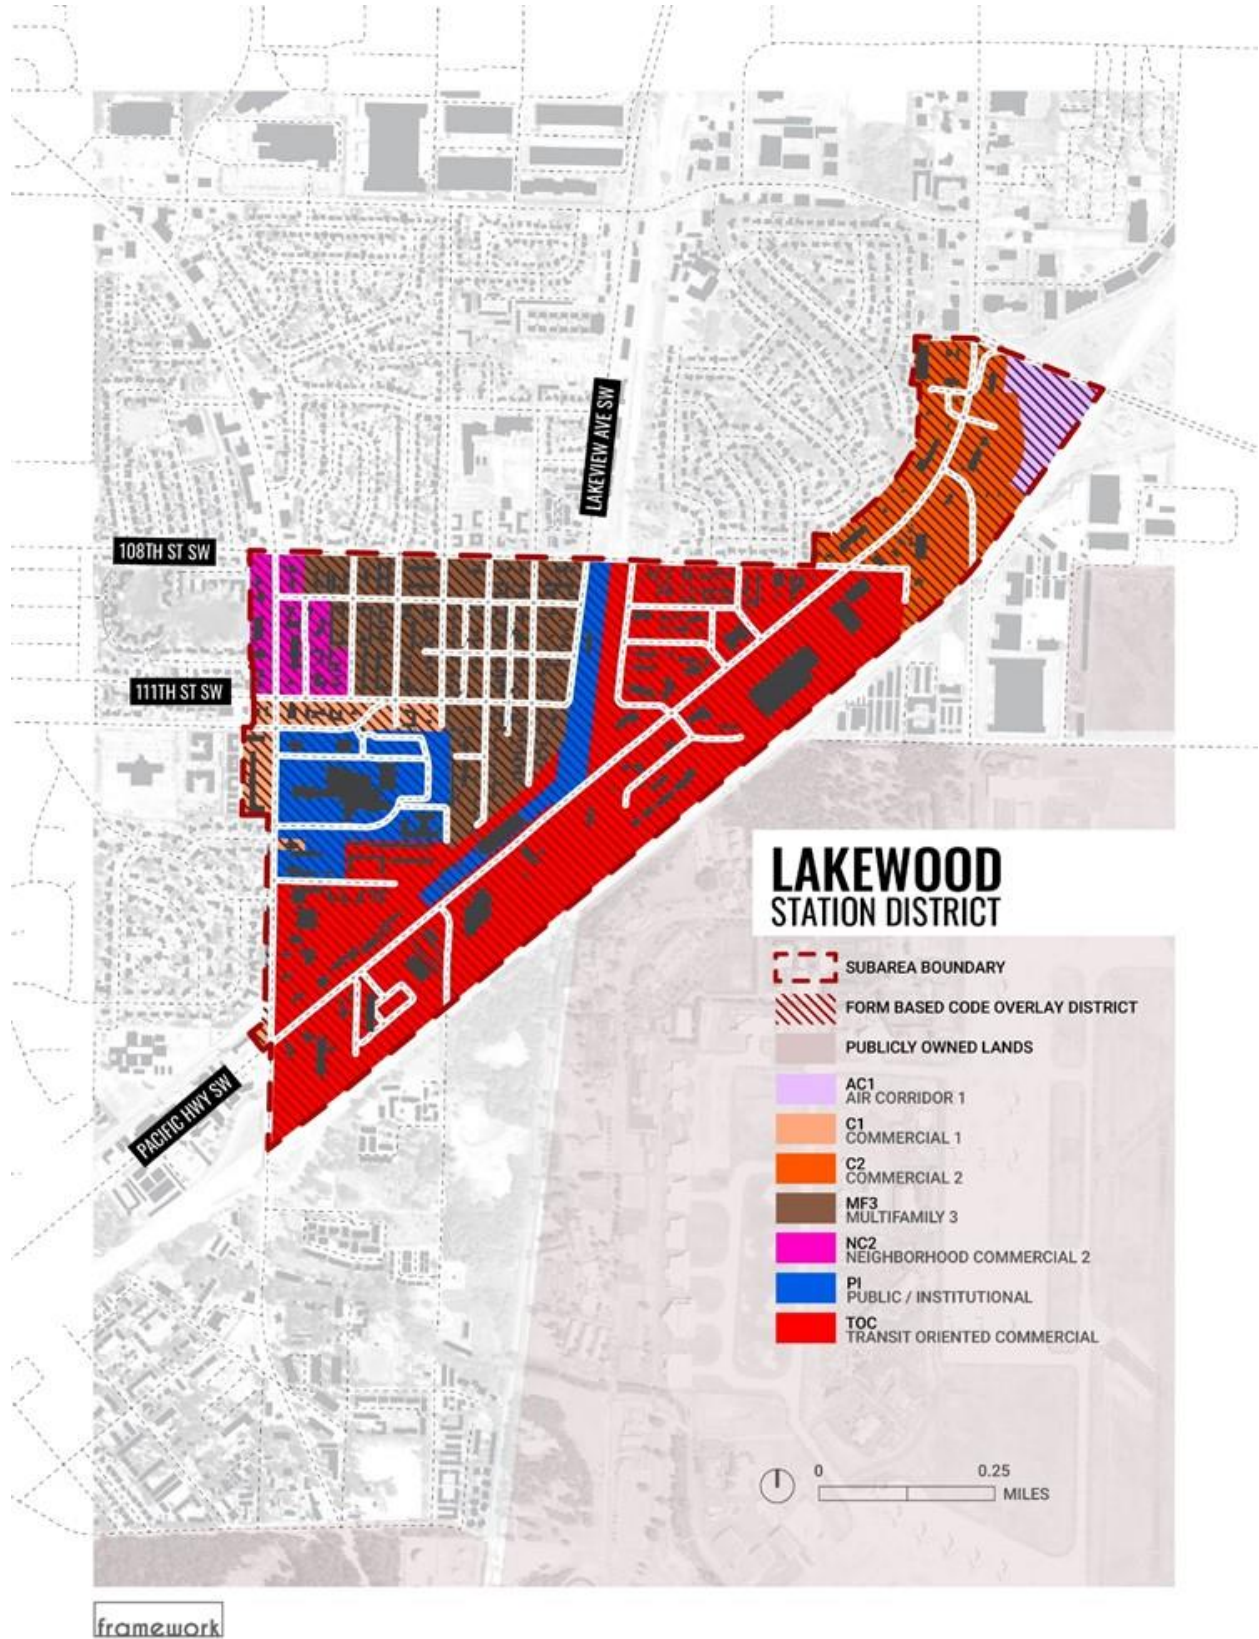 LAKEVIEW AVE SW
108TH ST SW
111TH ST SW
PACIFIC HWY SW
LAKEWOOD
STATION DISTRICT
SUBAREA BOUNDARY
FORM BASED CODE OVERLAY DISTRICT
PUBLICLY OWNED LANDS
AC1
AIR CORRIDOR 1
C1
COMMERCIAL 1
C2
COMMERCIAL 2
MF3
MULTIFAMILY 3
NC2
NEIGHBORHOOD COMMERCIAL 2
PI
PUBLIC / INSTITUTIONAL
TOC
TRANSIT ORIENTED COMMERCIAL
0 0.25
MILES
framework